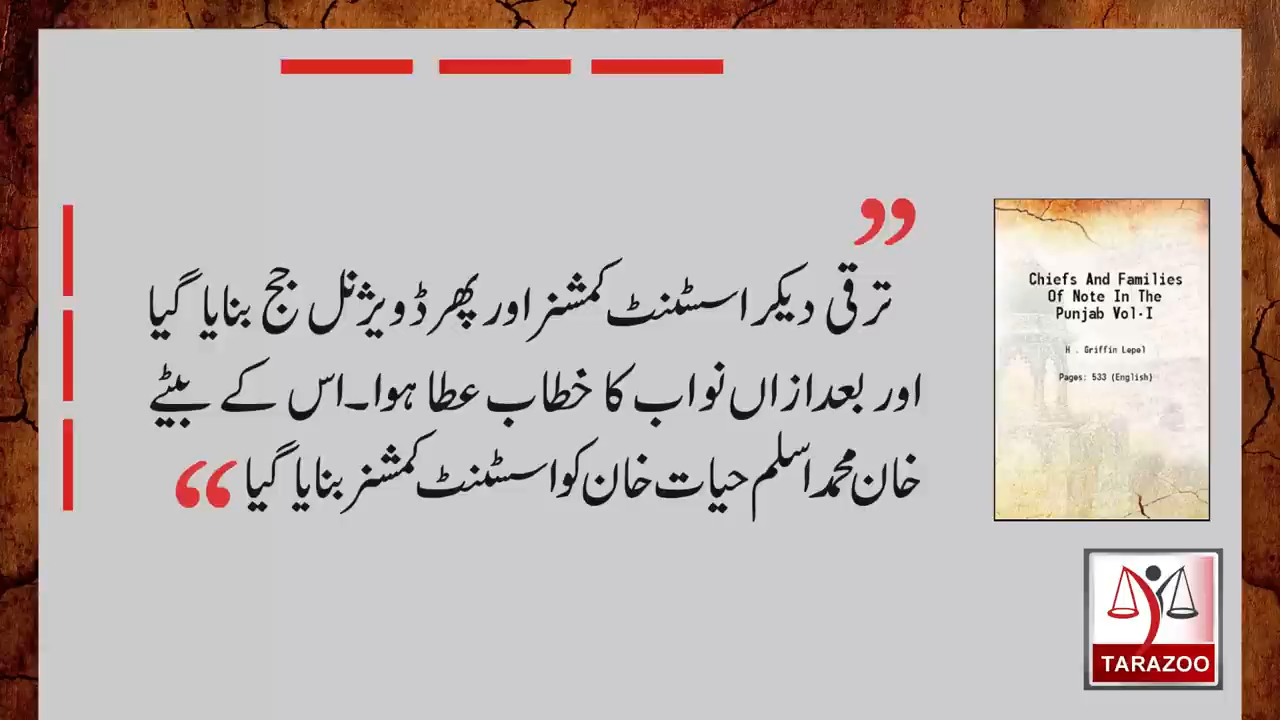 ترقی دیکر اسسٹنٹ کمشنر اور پھر ڈویژنل جج بنایا گیا
اور بعد ازاں نواب کا خطاب عطا ہوا۔ اس کے بیٹے
خان محمد اسلم حیات خان کو اسسٹنٹ کمشنر بنایا گیا
Chiefs And Families
Of Note In The
Punjab Vol-I
H . Griffin Lepel
Pages: 533 (English)
TARAZOO